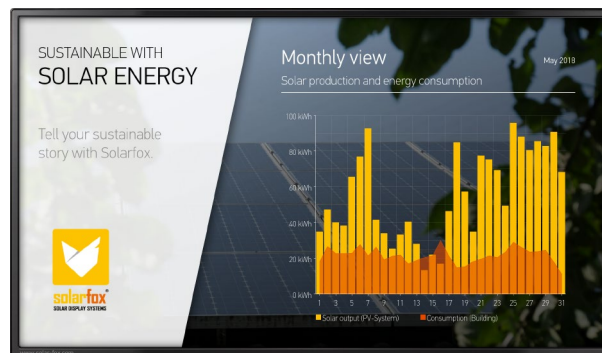 SUSTAINABLE WITH
SOLAR ENERGY
Tell your sustainable
story with Solarfox.
solarfox®
SOLAR DISPLAY SYSTEMS
Monthly view
May 2019
Solar production and energy consumption
100 kWh
80 kWh
60 kWh
40 kWh
20 kWh
0 kWh
1 3 5 7 9 11 13 15 17 19 21 23 25 27 29 31
Solar output (PV-System) Consumption (Building)